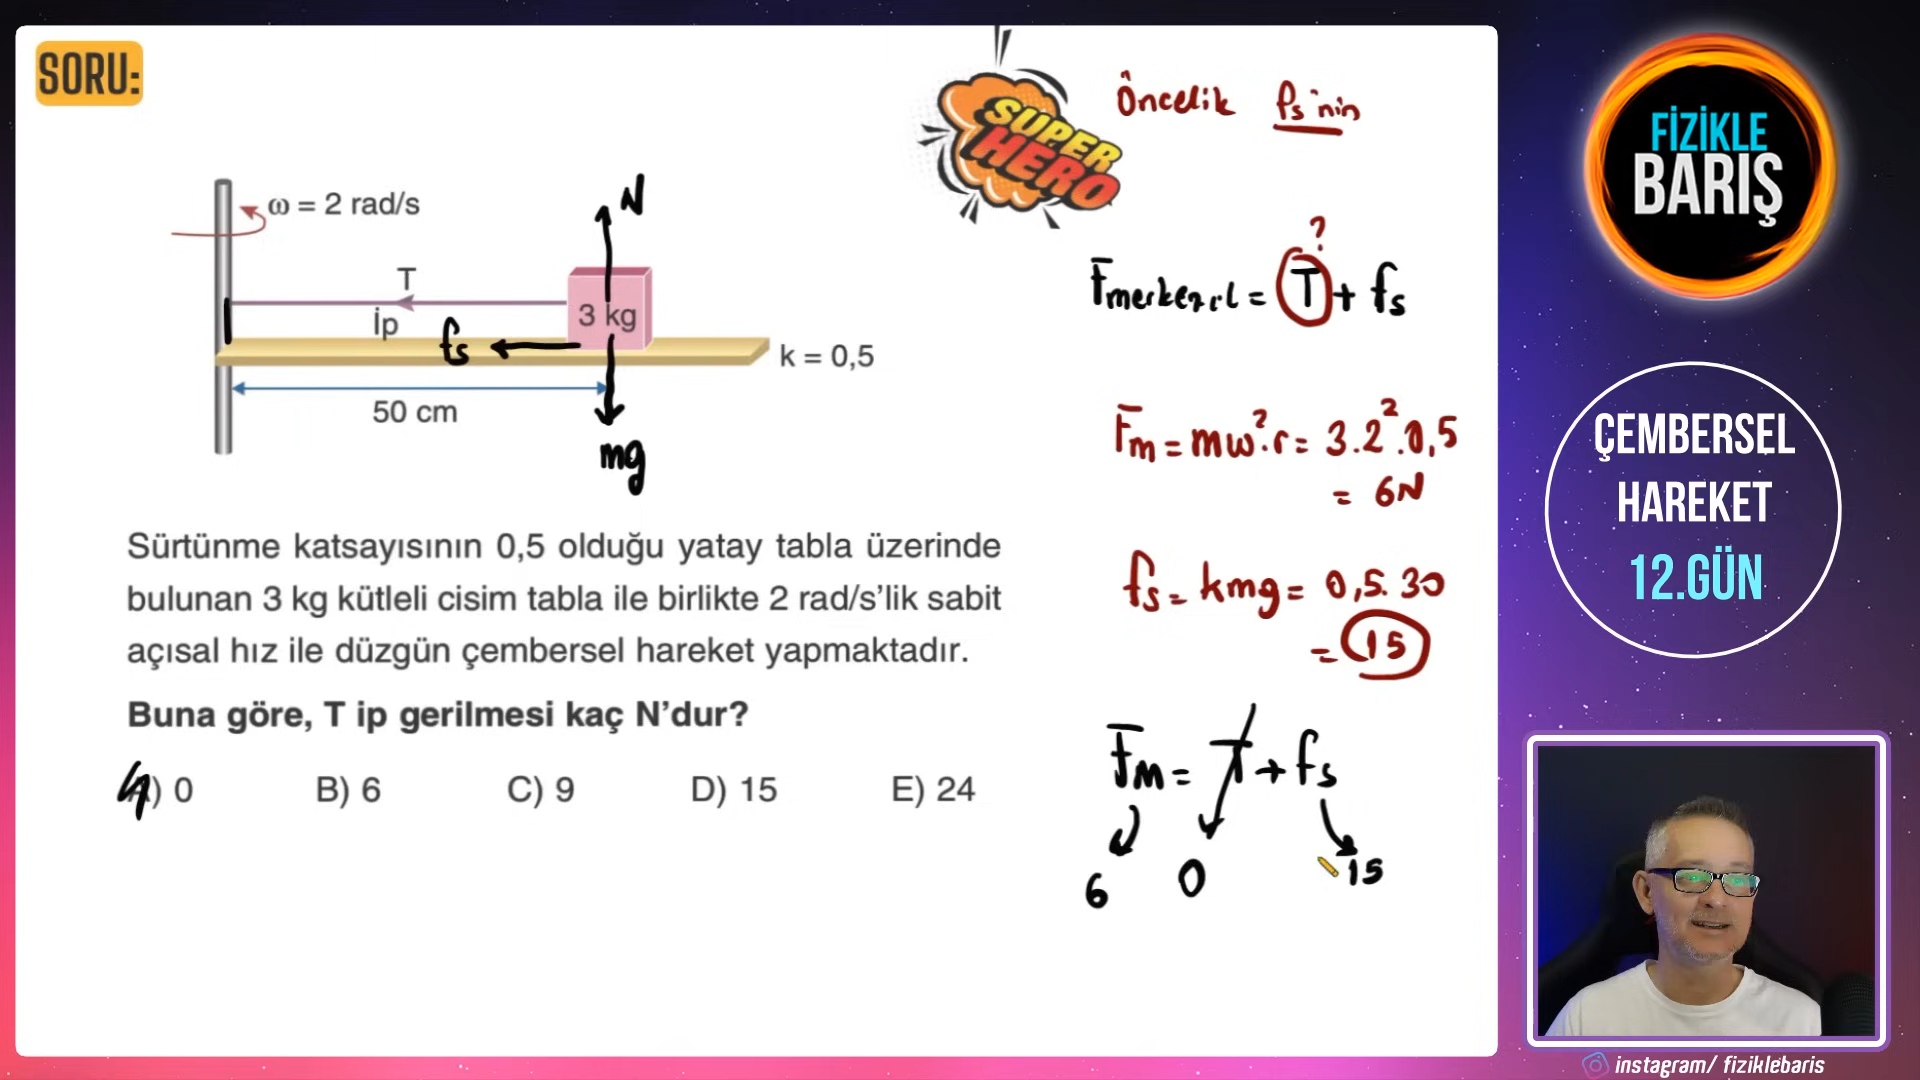 SORU:
SUPER
HERO
Öncelik fs'nin
ω = 2 rad/s
N
T
İp
3 kg
fs
k = 0,5
50 cm
mg
?
Fmerkezcil = T + fs
Fm = mω².r = 3.2².0,5
= 6N
fs = kmg = 0,5.30
= 15
Sürtünme katsayısının 0,5 olduğu yatay tabla üzerinde
bulunan 3 kg kütleli cisim tabla ile birlikte 2 rad/s'lik sabit
açısal hız ile düzgün çembersel hareket yapmaktadır.
Buna göre, T ip gerilmesi kaç N'dur?
A) 0 B) 6 C) 9 D) 15 E) 24
Fm = T + fs
6 0 15
FİZİKLE
BARIŞ
ÇEMBERSEL
HAREKET
12.GÜN
instagram/ fiziklebaris